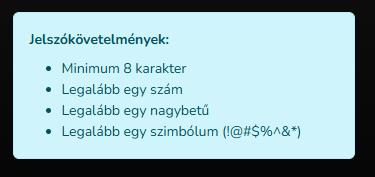 Jelszókövetelmények:
• Minimum 8 karakter
• Legalább egy szám
• Legalább egy nagybetű
• Legalább egy szimbólum (!@#$%^&*)